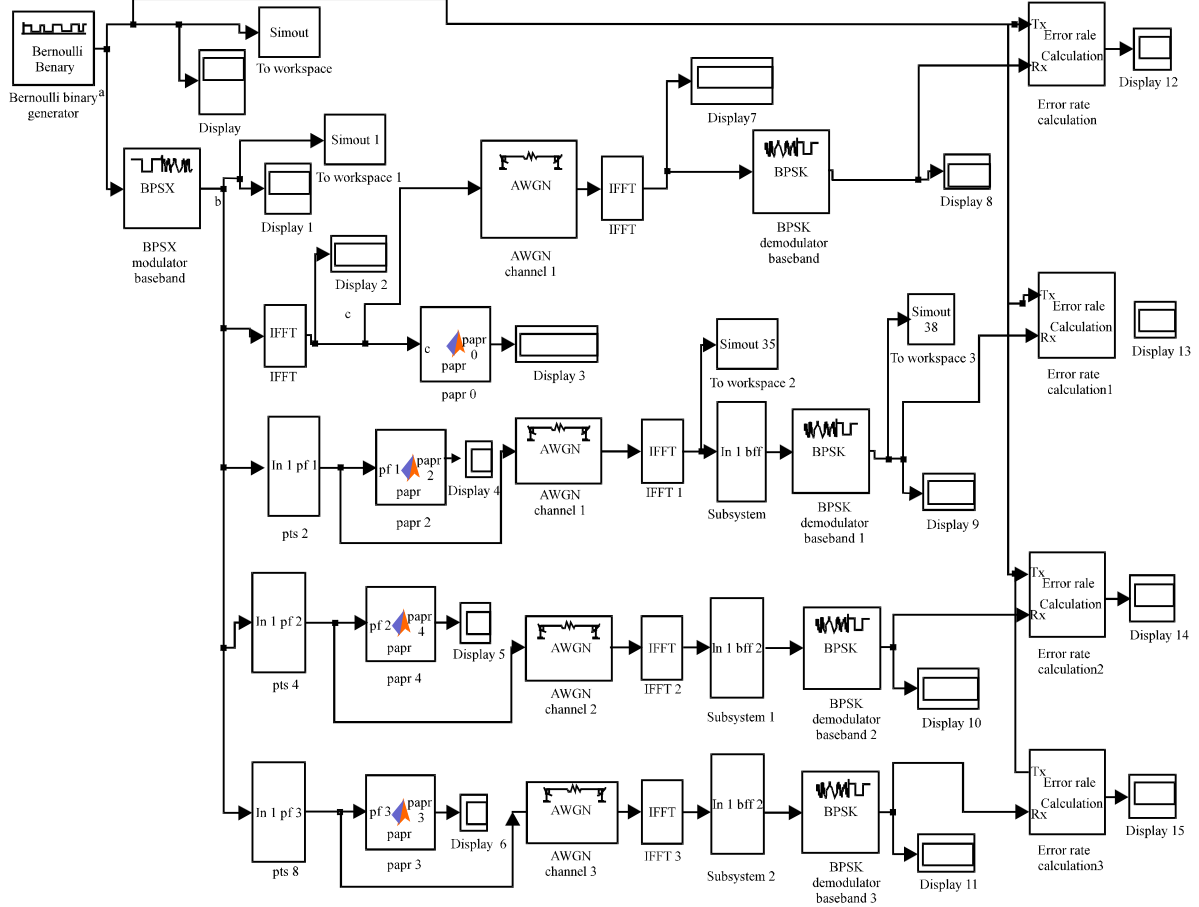 Bernoulli
Benary
Bernoulli binary
generator
a
Simout
To workspace
Display
BPSX
BPSX
modulator
baseband
b
Simout 1
To workspace 1
Display 1
Display 2
c
IFFT
IFFT
c
papr
0
papr
papr 0
Display 3
AWGN
AWGN
channel 1
IFFT
IFFT
Display7
BPSK
BPSK
demodulator
baseband
Display 8
Tx
Error rale
Calculation
Rx
Error rate
calculation
Display 12
In 1 pf 1
pts 2
pf 1
papr
2
papr
papr 2
Display 4
AWGN
AWGN
channel 1
IFFT
IFFT 1
Simout 35
To workspace 2
In 1 bff
Subsystem
BPSK
BPSK
demodulator
baseband 1
Simout
38
To workspace 3
Display 9
Tx
Error rale
Calculation
Rx
Error rate
calculation1
Display 13
In 1 pf 2
pts 4
pf 2
papr
4
papr
papr 4
Display 5
AWGN
AWGN
channel 2
IFFT
IFFT 2
In 1 bff 2
Subsystem 1
BPSK
BPSK
demodulator
baseband 2
Display 10
Tx
Error rale
Calculation
Rx
Error rate
calculation2
Display 14
In 1 pf 3
pts 8
pf 3
papr
3
papr
papr 3
Display 6
AWGN
AWGN
channel 3
IFFT
IFFT 3
In 1 bff 2
Subsystem 2
BPSK
BPSK
demodulator
baseband 3
Display 11
Tx
Error rale
Calculation
Rx
Error rate
calculation3
Display 15